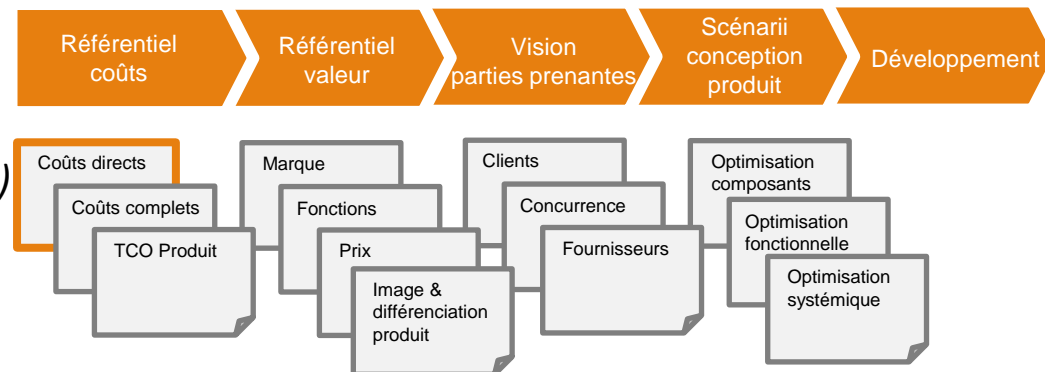 Référentiel
coûts
Référentiel
valeur
Vision
parties prenantes
Scénarii
conception
produit
Développement
)
Coûts directs
Coûts complets
TCO Produit
Marque
Fonctions
Prix
Image &
différenciation
produit
Clients
Concurrence
Fournisseurs
Optimisation
composants
Optimisation
fonctionnelle
Optimisation
systémique